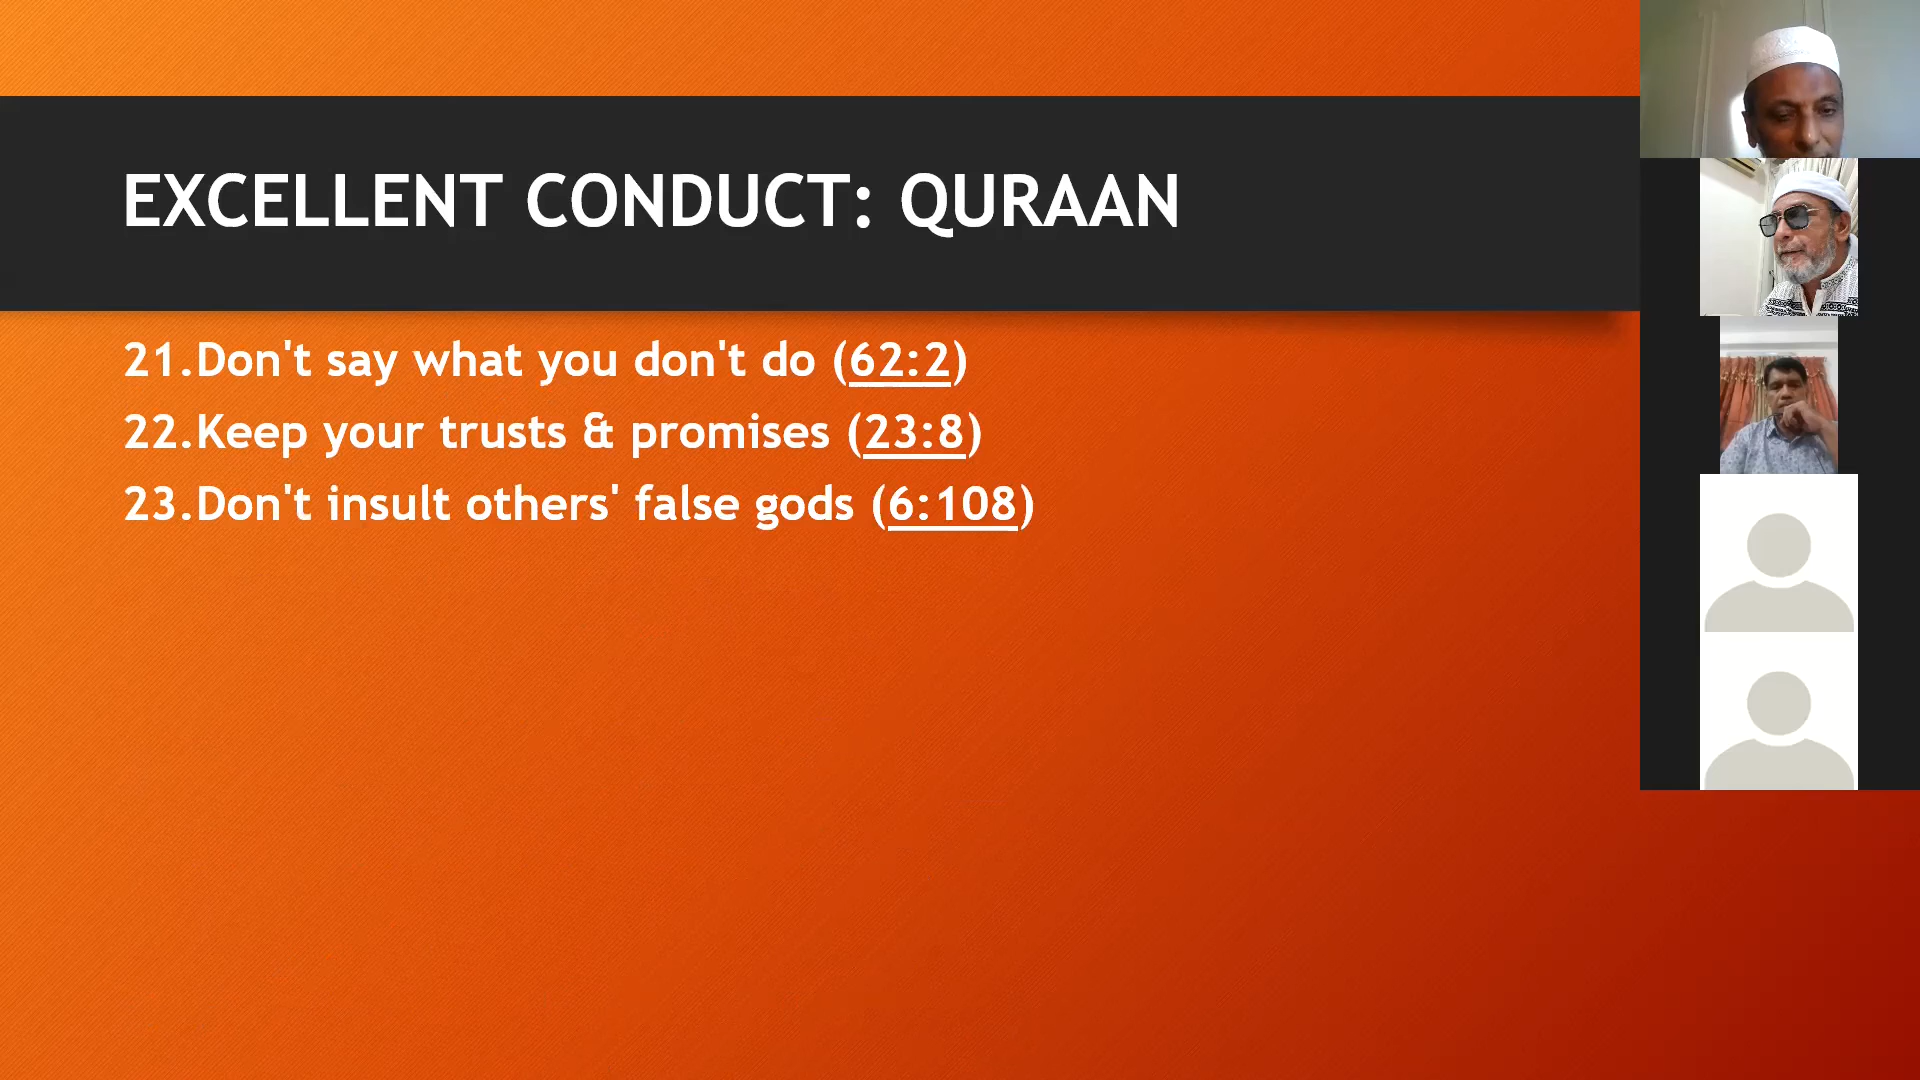 EXCELLENT CONDUCT: QURAAN
21.Don't say what you don't do (62:2)
22.Keep your trusts & promises (23:8)
23.Don't insult others' false gods (6:108)